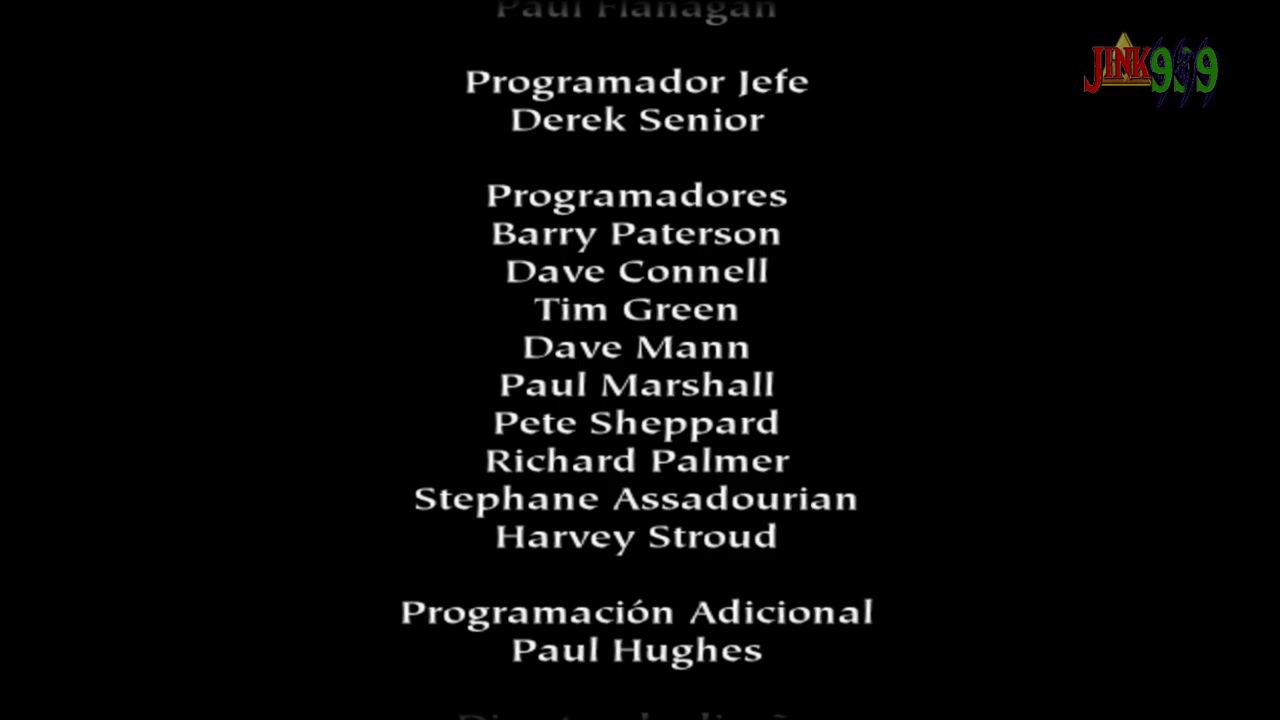 Paul Flanagan
JINK999
Programador Jefe
Derek Senior
Programadores
Barry Paterson
Dave Connell
Tim Green
Dave Mann
Paul Marshall
Pete Sheppard
Richard Palmer
Stephane Assadourian
Harvey Stroud
Programación Adicional
Paul Hughes